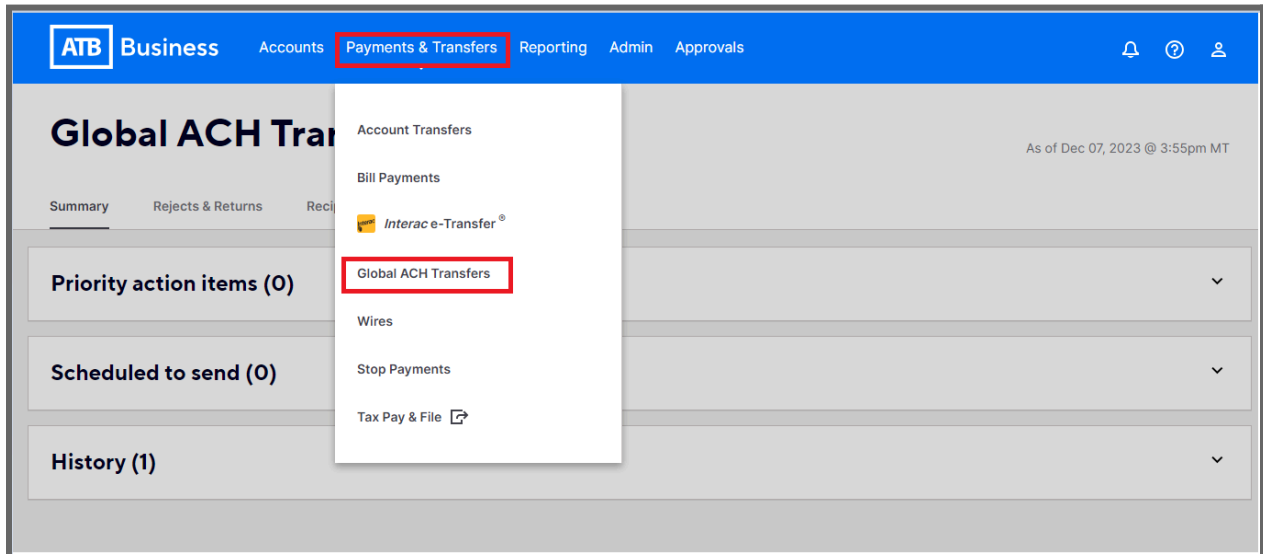 ATB Business Accounts Payments & Transfers Reporting Admin Approvals
Global ACH
As of Dec 07, 2023 @ 3:55pm MT
Summary Rejects & Returns
Account Transfers
Bill Payments
Interac e-Transfer®
Global ACH Transfers
Wires
Stop Payments
Tax Pay & File
Priority action items (0)
Scheduled to send (0)
History (1)